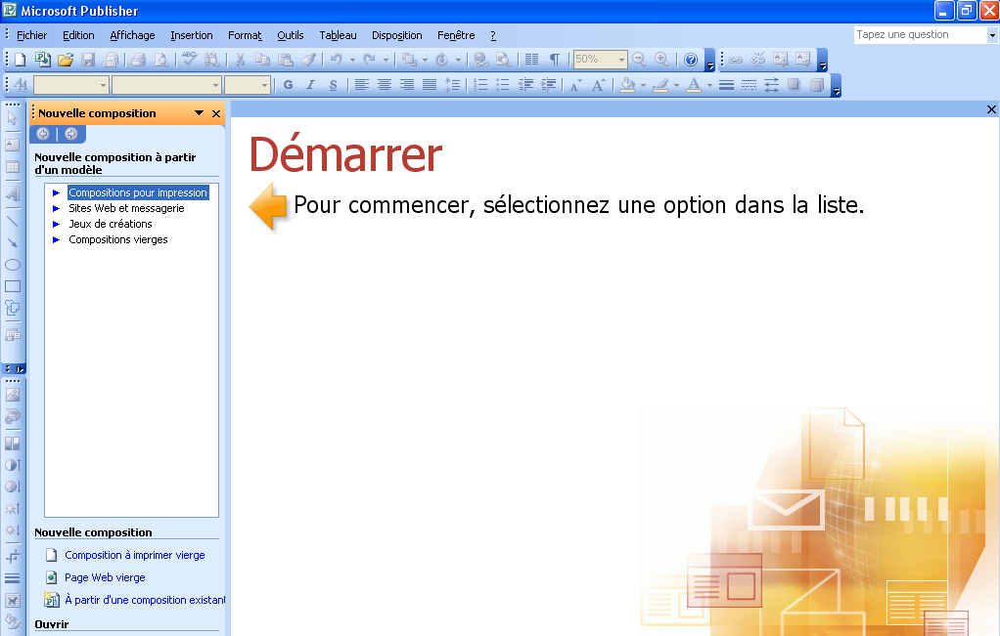 Microsoft Publisher
Fichier Edition Affichage Insertion Format Outils Tableau Disposition Fenêtre ?
Tapez une question
50%
G I S
Nouvelle composition
Nouvelle composition à partir
d'un modèle
Compositions pour impression
Sites Web et messagerie
Jeux de créations
Compositions vierges
Nouvelle composition
Composition à imprimer vierge
Page Web vierge
À partir d'une composition existant
Ouvrir
Démarrer
Pour commencer, sélectionnez une option dans la liste.